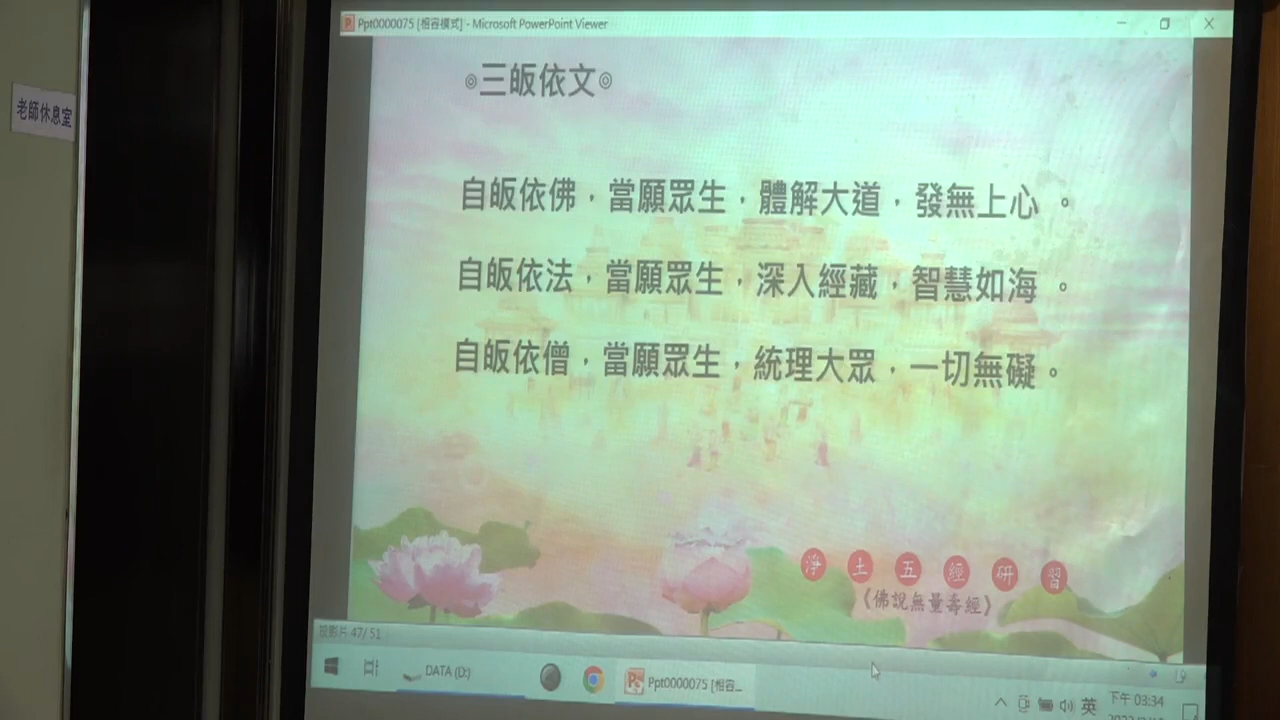 Ppt0000075 [相容模式] - Microsoft PowerPoint Viewer
老師休息室
◎三皈依文◎
自皈依佛，當願眾生，體解大道，發無上心。
自皈依法，當願眾生，深入經藏，智慧如海。
自皈依僧，當願眾生，統理大眾，一切無礙。
淨土五經研習
《佛說無量壽經》
投影片 47/ 51
DATA (D:)
Ppt0000075 [相容...
英
下午 03:34